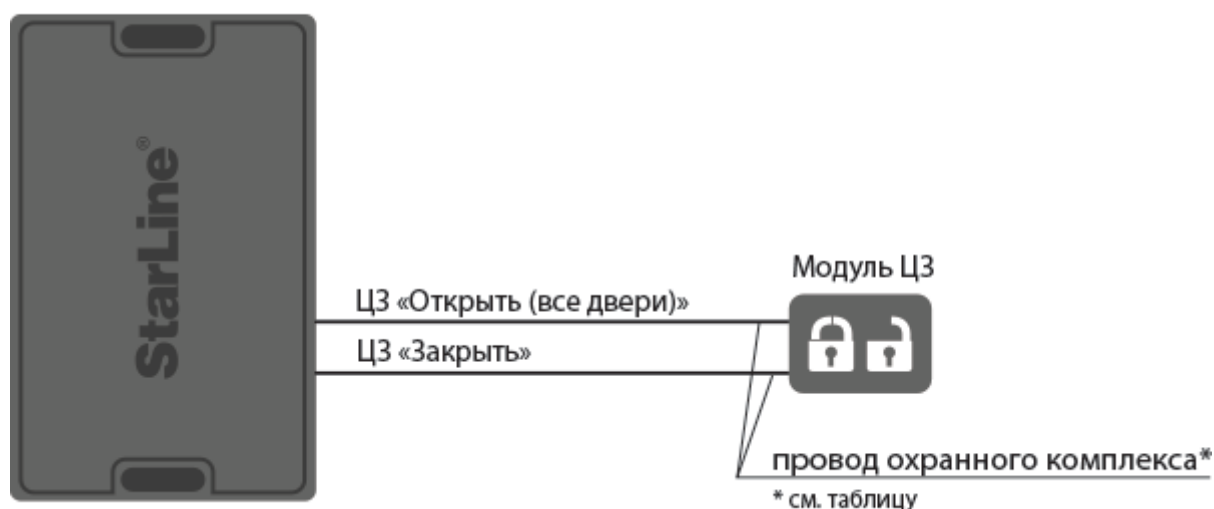 StarLine®
Модуль ЦЗ
ЦЗ «Открыть (все двери)»
ЦЗ «Закрыть»
провод охранного комплекса*
* см. таблицу